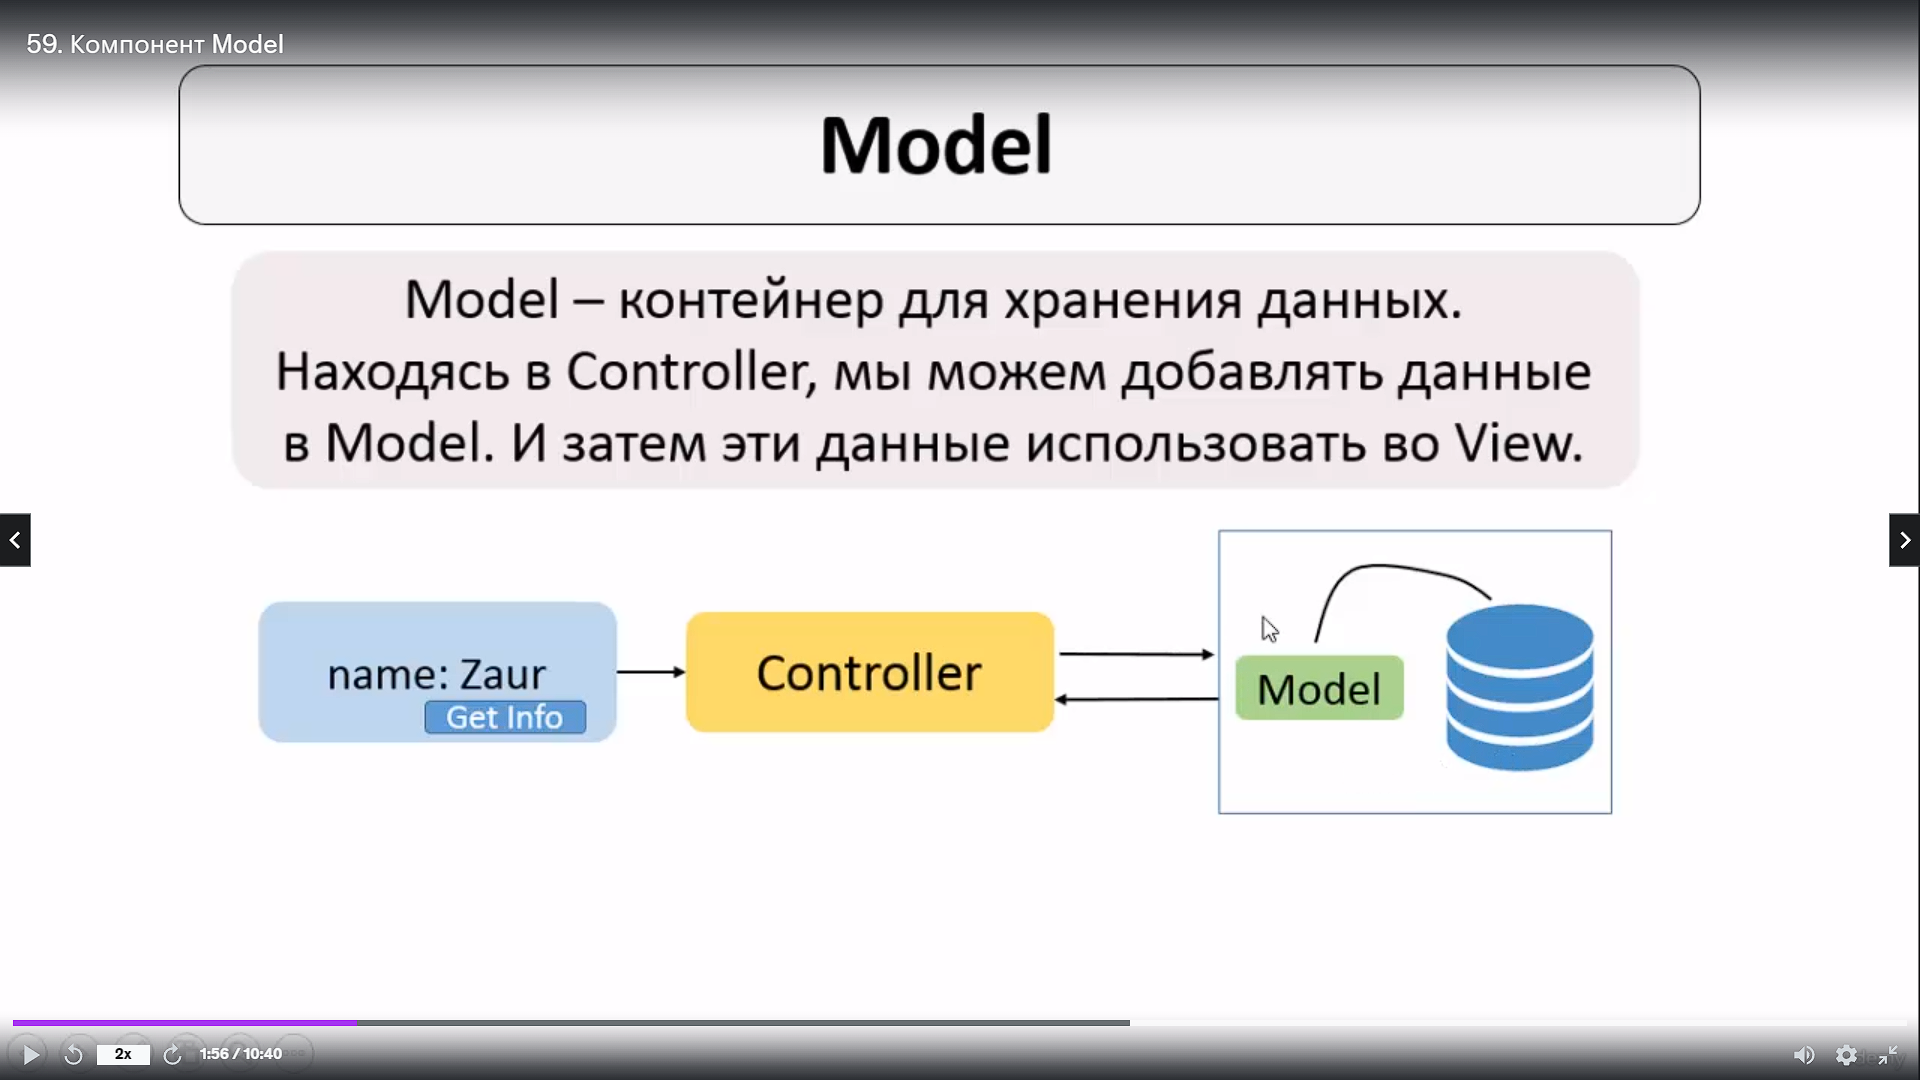 59. Компонент Model
Model
Model – контейнер для хранения данных.
Находясь в Controller, мы можем добавлять данные
в Model. И затем эти данные использовать во View.
name: Zaur
Get Info
Controller
Model
2x
1:56 / 10:40